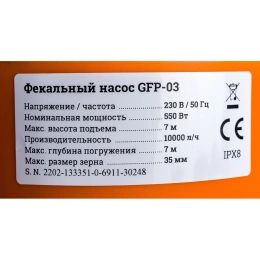 Фекальный насос GFP-03
Напряжение / частота 230 В / 50 Гц
Номинальная мощность 550 Вт
Макс. высота подъема 7 м
Производительность 10000 л/ч
Макс. глубина погружения 7 м
Макс. размер зерна 35 мм
S. N. 2202-133351-0-6911-30248
CE
IPX8